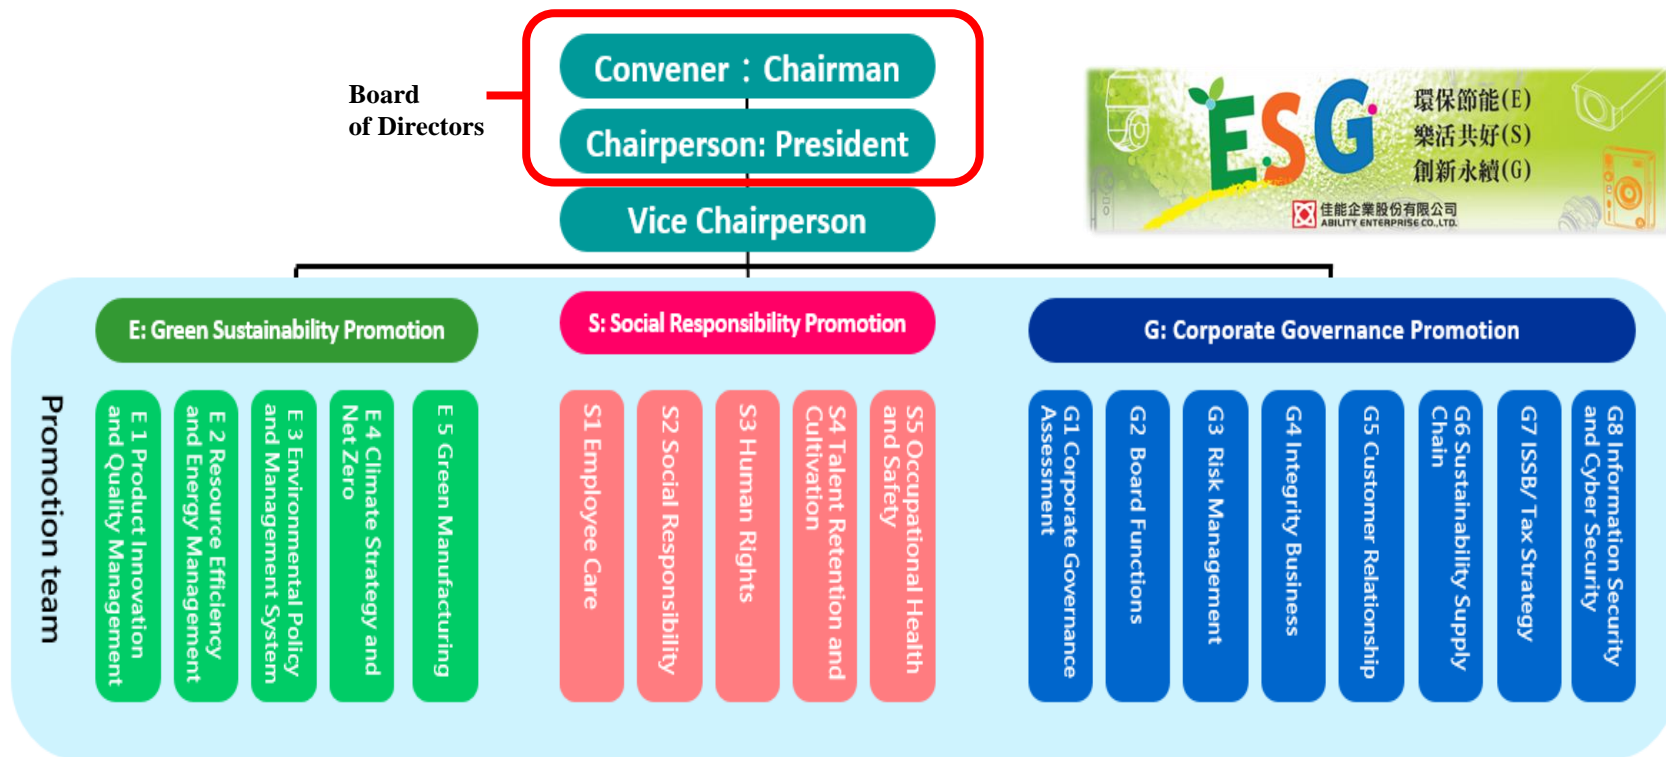 Convener：Chairman
Board
of Directors
Chairperson: President
Vice Chairperson
ESG
環保節能(E)
樂活共好(S)
創新永續(G)
佳能企業股份有限公司
ABILITY ENTERPRISE CO.,LTD.
Promotion team
E: Green Sustainability Promotion
E 1 Product Innovation
and Quality Management
E 2 Resource Efficiency
and Energy Management
E 3 Environmental Policy
and Management System
E 4 Climate Strategy and
Net Zero
E 5 Green Manufacturing
S: Social Responsibility Promotion
S1 Employee Care
S2 Social Responsibility
S3 Human Rights
S4 Talent Retention and
Cultivation
S5 Occupational Health
and Safety
G: Corporate Governance Promotion
G1 Corporate Governance
Assessment
G2 Board Functions
G3 Risk Management
G4 Integrity Business
G5 Customer Relationship
G6 Sustainability Supply
Chain
G7 ISSB/ Tax Strategy
G8 Information Security
and Cyber Security